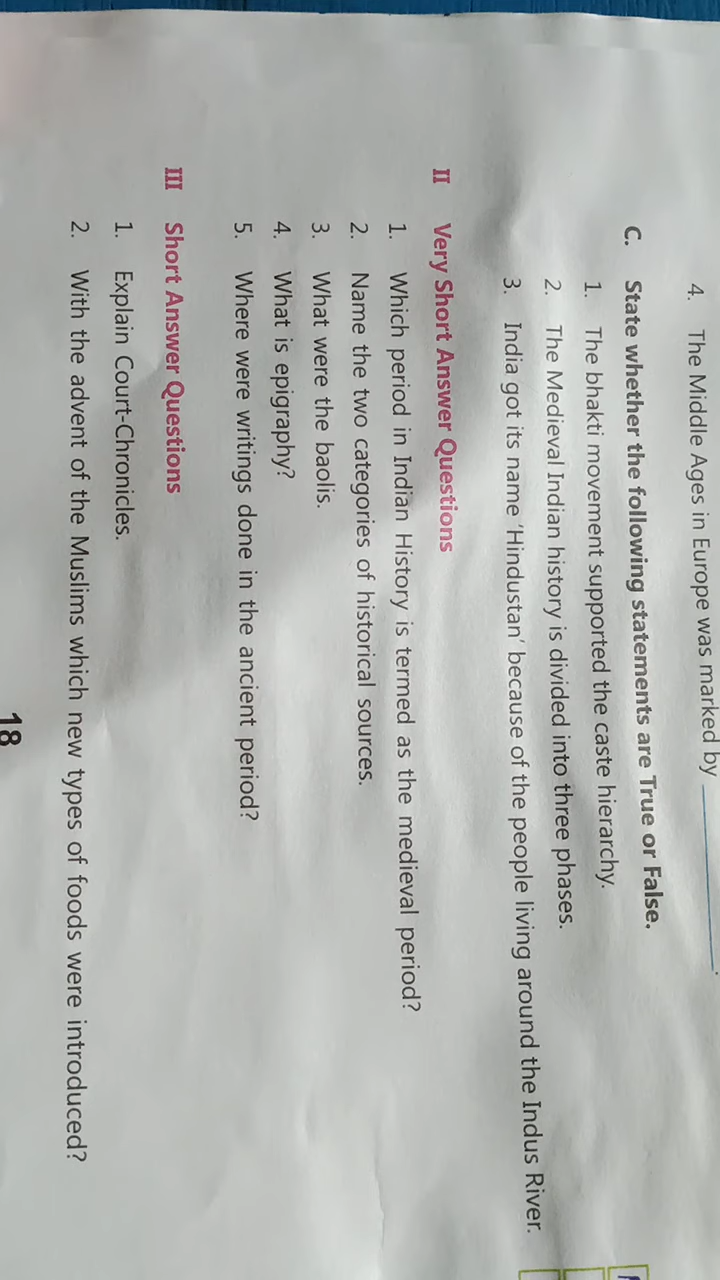 4. The Middle Ages in Europe was marked by ____________.
C. State whether the following statements are True or False.
1. The bhakti movement supported the caste hierarchy.
2. The Medieval Indian history is divided into three phases.
3. India got its name 'Hindustan' because of the people living around the Indus River.
II Very Short Answer Questions
1. Which period in Indian History is termed as the medieval period?
2. Name the two categories of historical sources.
3. What were the baolis.
4. What is epigraphy?
5. Where were writings done in the ancient period?
III Short Answer Questions
1. Explain Court-Chronicles.
2. With the advent of the Muslims which new types of foods were introduced?
18